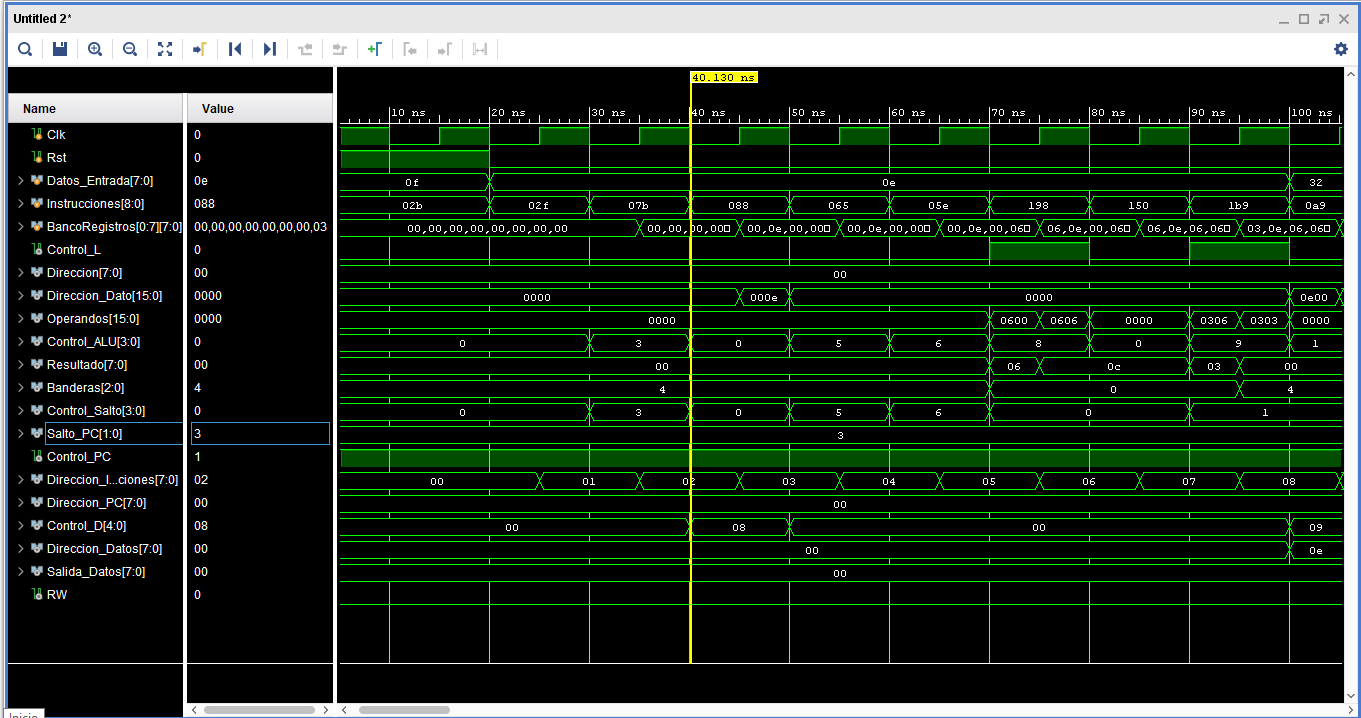 Untitled 2*
40.130 ns
Name Value
10 ns 20 ns 30 ns 40 ns 50 ns 60 ns 70 ns 80 ns 90 ns 100 ns
Clk 0
Rst 0
Datos_Entrada[7:0] 0e 0f 0e 32
Instrucciones[8:0] 088 02b 02f 07b 088 065 05e 198 150 1b9 0a9
BancoRegistros[0:7][7:0] 00,00,00,00,00,00,00,03 00,00,00,00,00,00,00,00 00,00,00,00 00,0e,00,00 00,0e,00,00 00,0e,00,06 06,0e,00,06 06,0e,06,06 03,0e,06,06
Control_L 0
Direccion[7:0] 00 00
Direccion_Dato[15:0] 0000 0000 000e 0000 0e00
Operandos[15:0] 0000 0000 0600 0606 0000 0306 0303 0000
Control_ALU[3:0] 0 0 3 0 5 6 8 0 9 1
Resultado[7:0] 00 00 06 0c 03 00
Banderas[2:0] 4 4 0 4
Control_Salto[3:0] 0 0 3 0 5 6 0 1
Salto_PC[1:0] 3 3
Control_PC 1
Direccion_I...ciones[7:0] 02 00 01 02 03 04 05 06 07 08
Direccion_PC[7:0] 00 00
Control_D[4:0] 08 00 08 00 09
Direccion_Datos[7:0] 00 00 0e
Salida_Datos[7:0] 00 00
RW 0
Inicio